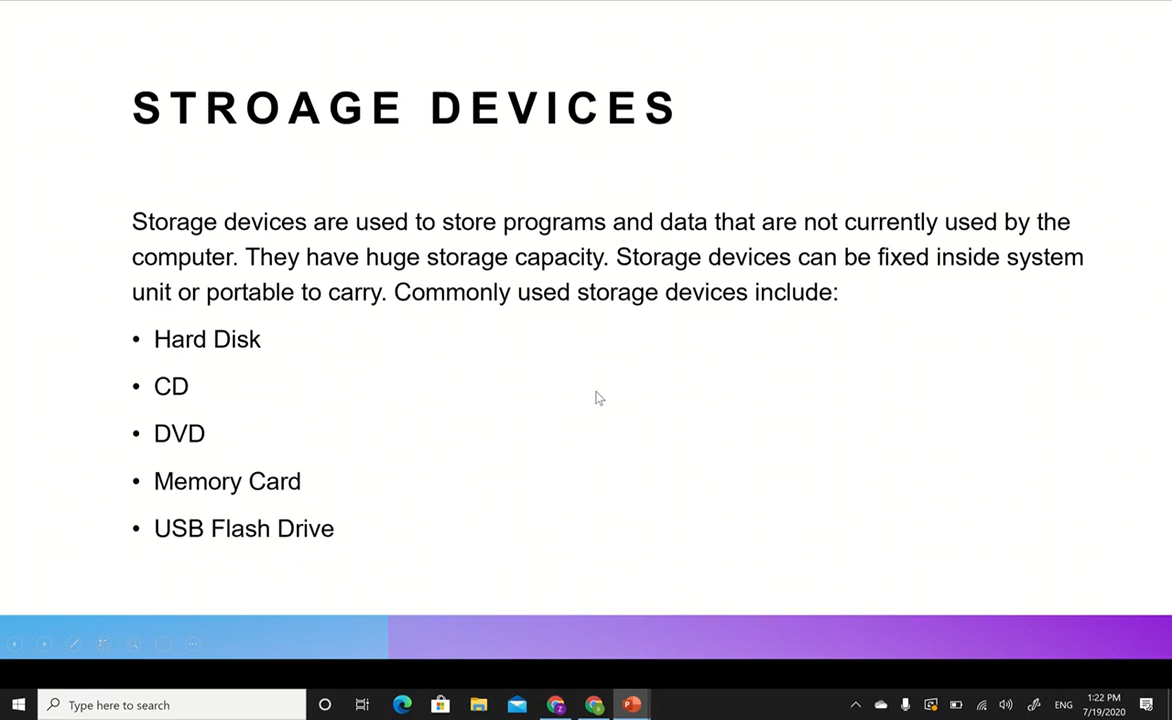 STROAGE DEVICES
Storage devices are used to store programs and data that are not currently used by the
computer. They have huge storage capacity. Storage devices can be fixed inside system
unit or portable to carry. Commonly used storage devices include:
• Hard Disk
• CD
• DVD
• Memory Card
• USB Flash Drive
Type here to search
ENG
1:22 PM
7/19/2020